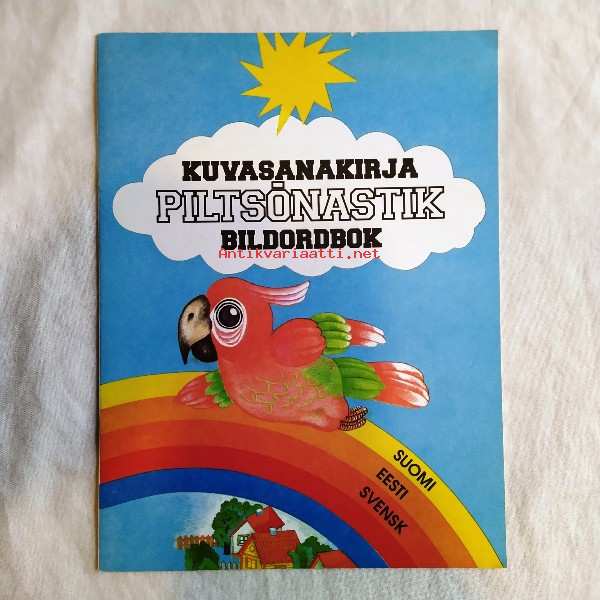 KUVASANAKIRJA
PILTSÕNASTIK
BILDORDBOK
Antikvariaatti.net
SUOMI
EESTI
SVENSK